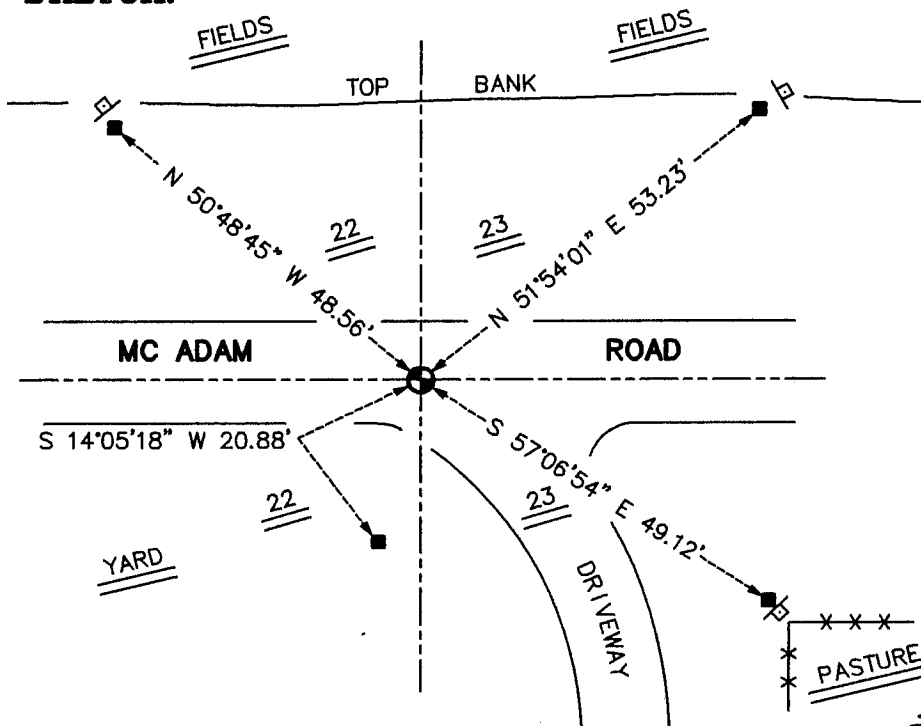 FIELDS
FIELDS
TOP BANK
N 50°48'45" W 48.56'
22
23
N 51°54'01" E 53.23'
MC ADAM ROAD
S 14°05'18" W 20.88'
S 57°06'54" E 49.12'
22
23
YARD
DRIVEWAY
PASTURE